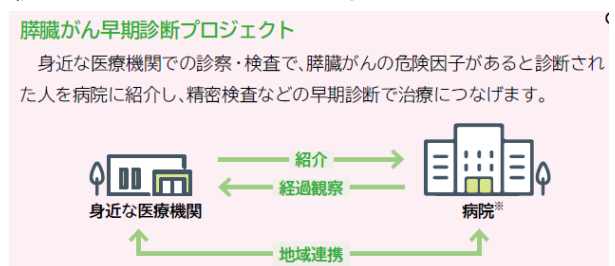 膵臓がん早期診断プロジェクト
身近な医療機関での診察・検査で、膵臓がんの危険因子があると診断され
た人を病院に紹介し、精密検査などの早期診断で治療につなげます。
紹介
経過観察
身近な医療機関
病院※
地域連携